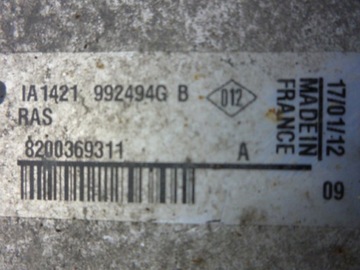 IA1421 992494G B
D12
RAS
8200369311 A
MADE IN
FRANCE
17/01/12
09